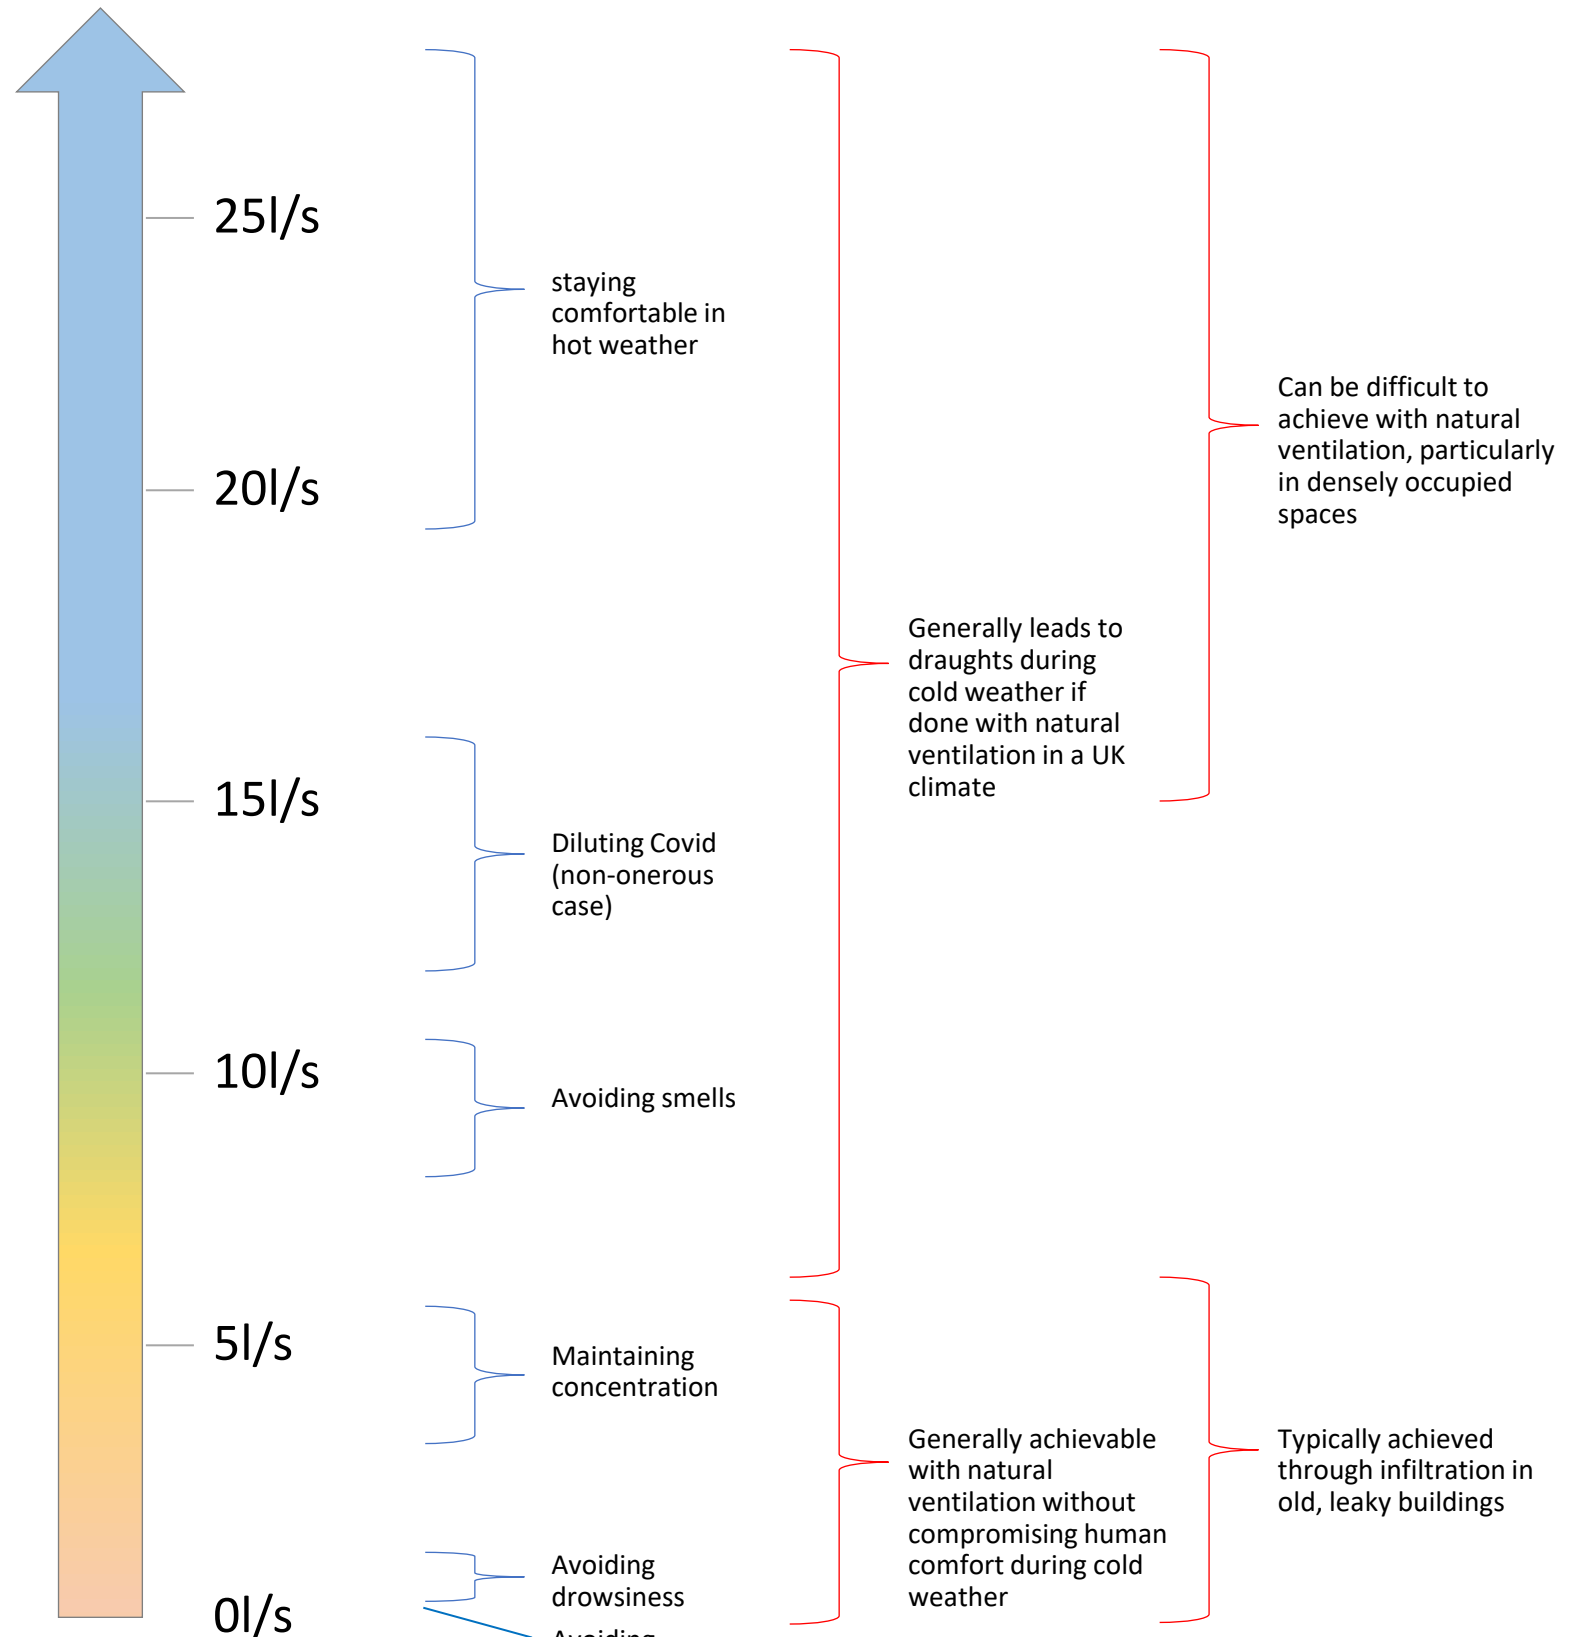 25l/s
staying
comfortable in
hot weather
Can be difficult to
achieve with natural
ventilation, particularly
in densely occupied
spaces
20l/s
Generally leads to
draughts during
cold weather if
done with natural
ventilation in a UK
climate
15l/s
Diluting Covid
(non-onerous
case)
10l/s
Avoiding smells
5l/s
Maintaining
concentration
Generally achievable
with natural
ventilation without
compromising human
comfort during cold
weather
Typically achieved
through infiltration in
old, leaky buildings
Avoiding
drowsiness
0l/s
Avoiding